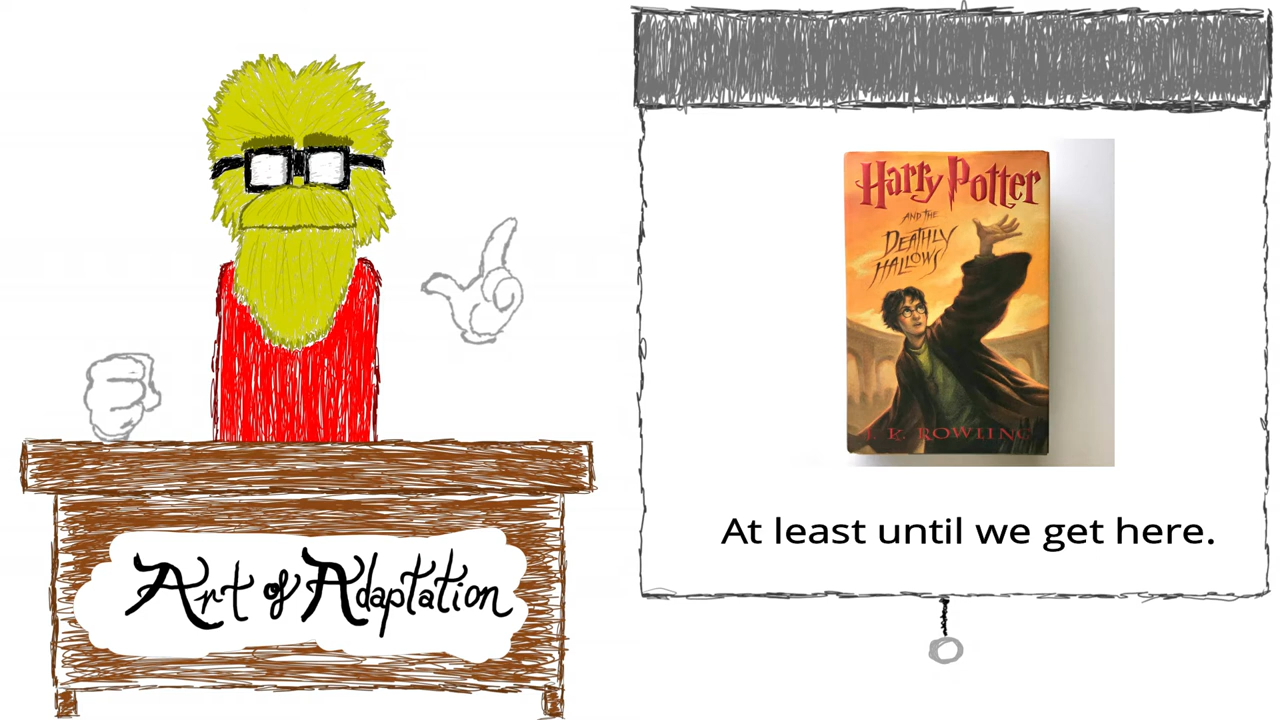 Harry Potter
AND THE
DEATHLY
HALLOWS
J. K. ROWLING
At least until we get here.
Art of Adaptation